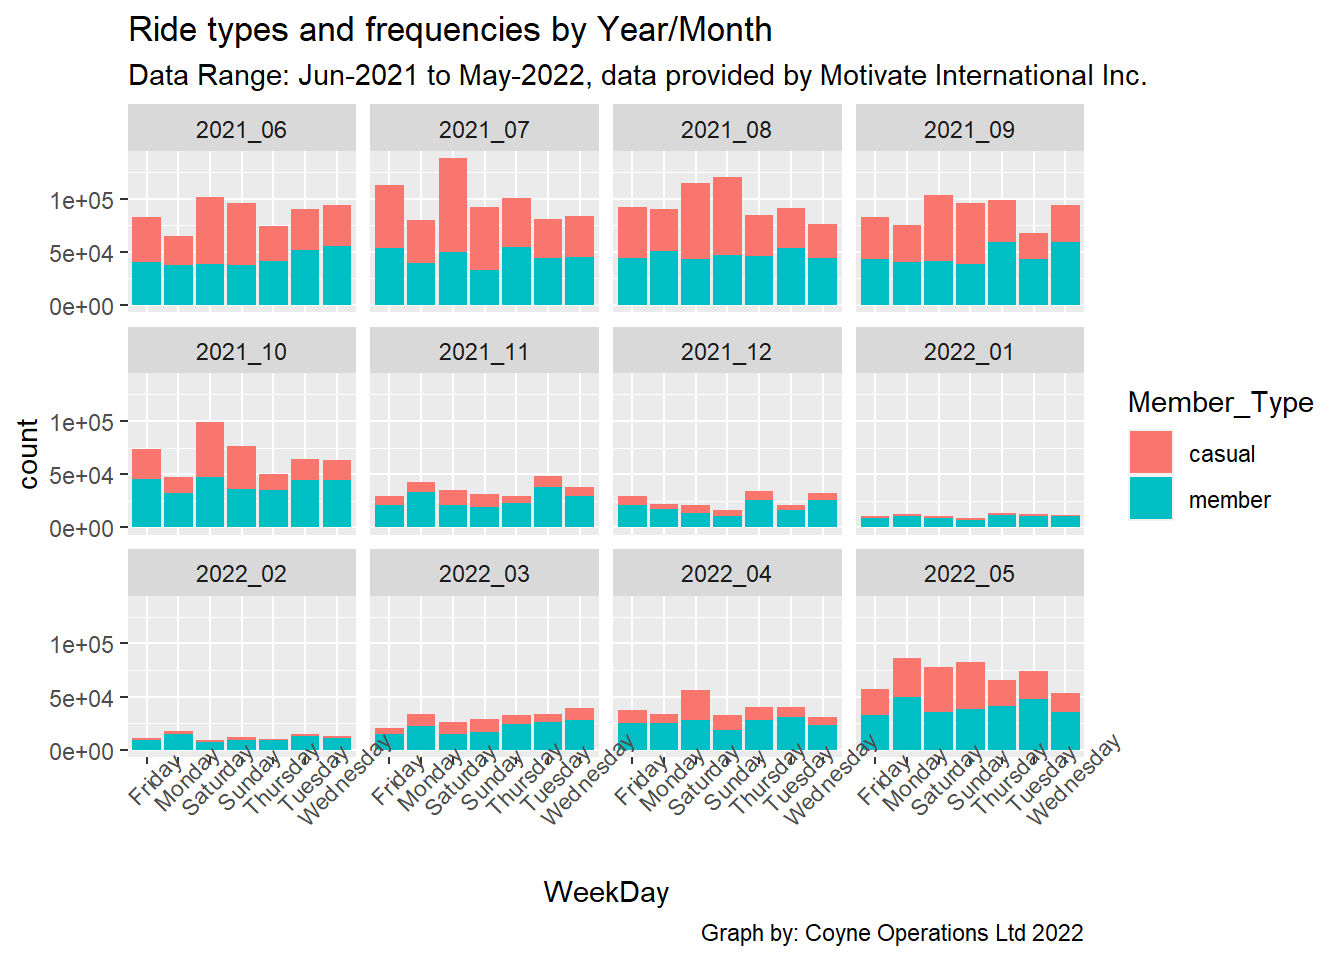 Ride types and frequencies by Year/Month
Data Range: Jun-2021 to May-2022, data provided by Motivate International Inc.
2021_06 2021_07 2021_08 2021_09
1e+05
5e+04
0e+00
2021_10 2021_11 2021_12 2022_01
1e+05
5e+04
0e+00
2022_02 2022_03 2022_04 2022_05
1e+05
5e+04
0e+00
count
Friday Monday Saturday Sunday Thursday Tuesday Wednesday Friday Monday Saturday Sunday Thursday Tuesday Wednesday Friday Monday Saturday Sunday Thursday Tuesday Wednesday Friday Monday Saturday Sunday Thursday Tuesday Wednesday
WeekDay
Member_Type
casual
member
Graph by: Coyne Operations Ltd 2022